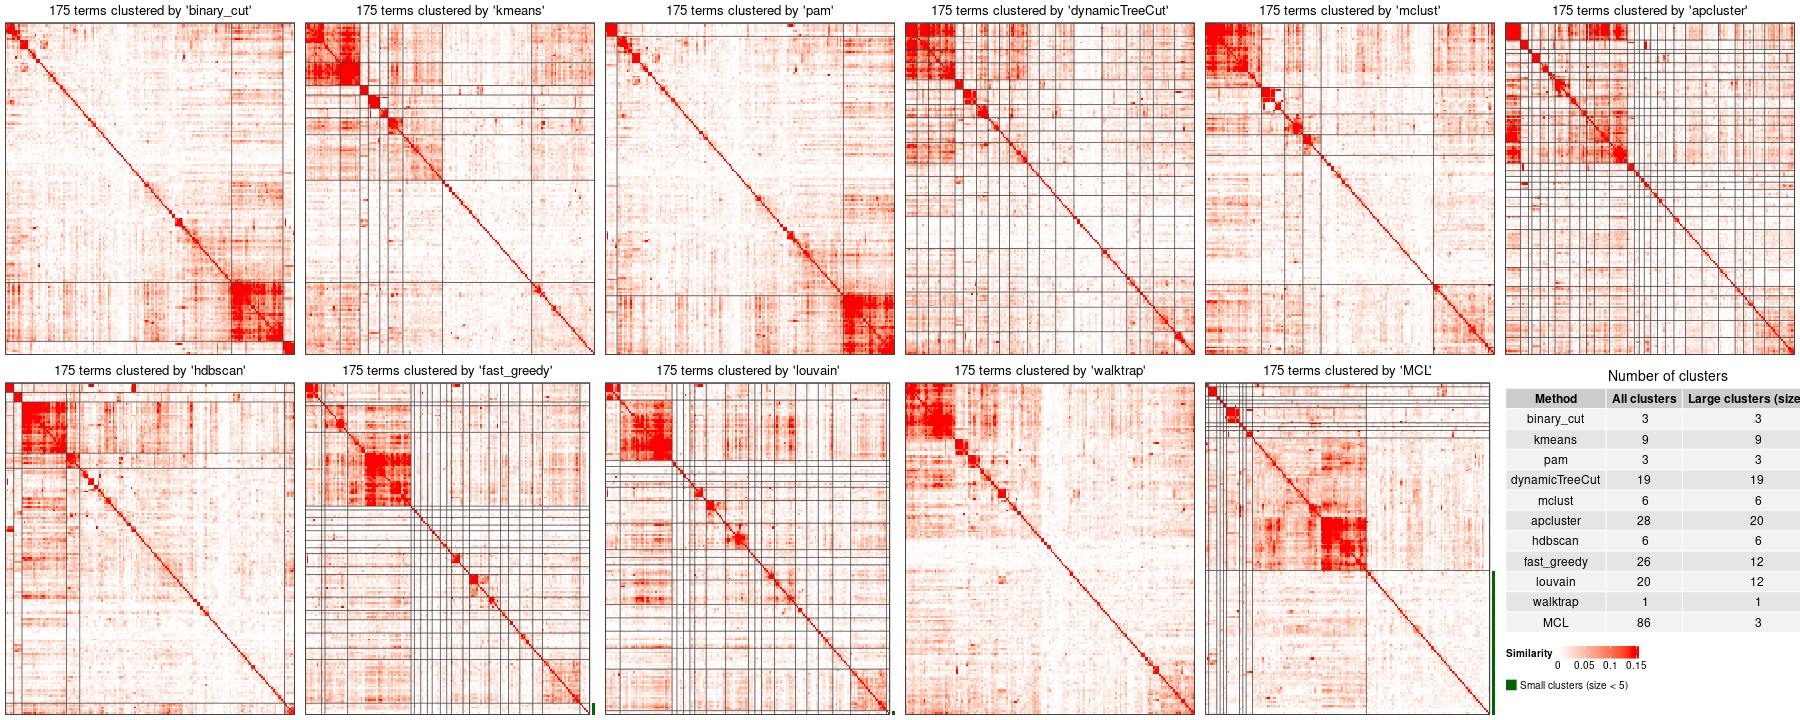 175 terms clustered by 'binary_cut'
175 terms clustered by 'kmeans'
175 terms clustered by 'pam'
175 terms clustered by 'dynamicTreeCut'
175 terms clustered by 'mclust'
175 terms clustered by 'apcluster'
175 terms clustered by 'hdbscan'
175 terms clustered by 'fast_greedy'
175 terms clustered by 'louvain'
175 terms clustered by 'walktrap'
175 terms clustered by 'MCL'
Number of clusters
Method All clusters Large clusters (size
binary_cut 3 3
kmeans 9 9
pam 3 3
dynamicTreeCut 19 19
mclust 6 6
apcluster 28 20
hdbscan 6 6
fast_greedy 26 12
louvain 20 12
walktrap 1 1
MCL 86 3
Similarity
0 0.05 0.1 0.15
Small clusters (size < 5)